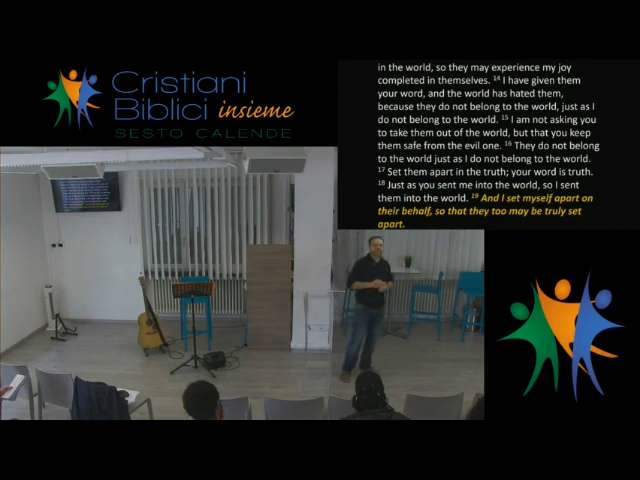 Cristiani
Biblici insieme
SESTO CALENDE
in the world, so they may experience my joy
completed in themselves. 14 I have given them
your word, and the world has hated them,
because they do not belong to the world, just as I
do not belong to the world. 15 I am not asking you
to take them out of the world, but that you keep
them safe from the evil one. 16 They do not belong
to the world just as I do not belong to the world.
17 Set them apart in the truth; your word is truth.
18 Just as you sent me into the world, so I sent
them into the world. 19 And I set myself apart on
their behalf, so that they too may be truly set
apart.